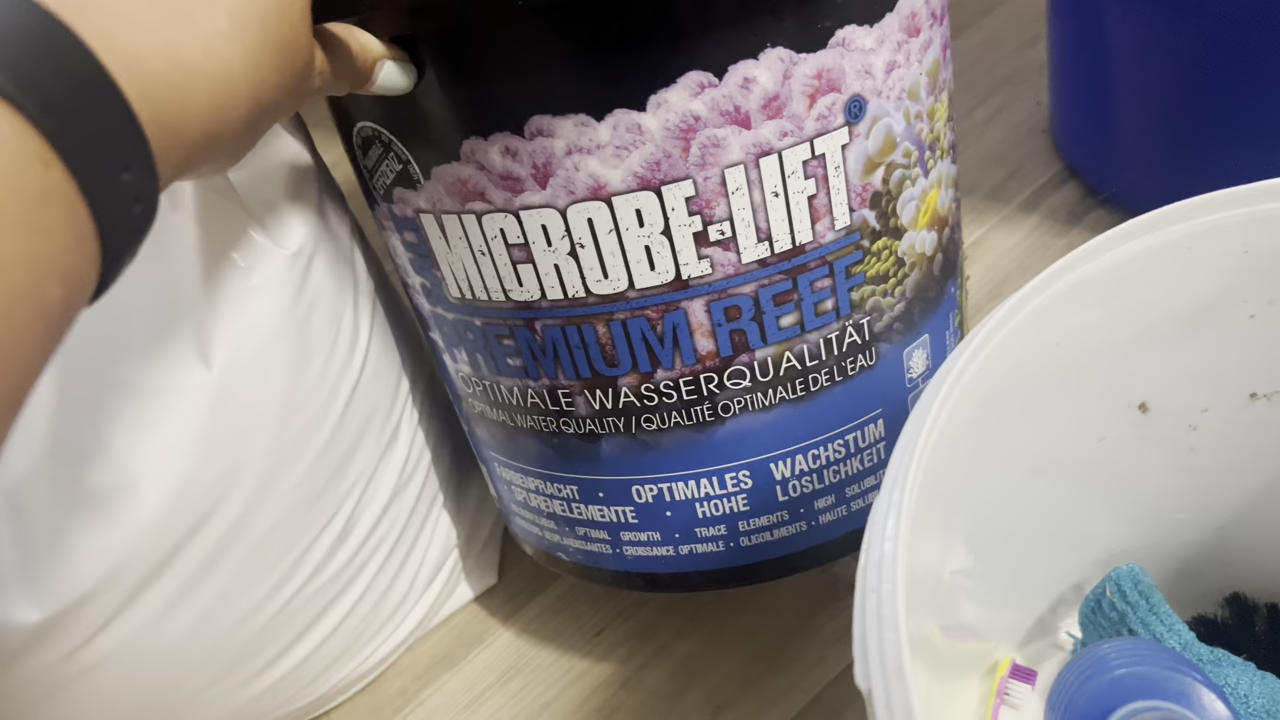 ®
MICROBE-LIFT
PREMIUM REEF
OPTIMALE WASSERQUALITÄT
OPTIMAL WATER QUALITY / QUALITÉ OPTIMALE DE L`EAU
FARBENPRACHT · OPTIMALES WACHSTUM
SPURENELEMENTE · HOHE LÖSLICHKEIT
· OPTIMAL GROWTH · TRACE ELEMENTS · HIGH
· CROISSANCE OPTIMALE · OLIGOILIMENTS · HAUTE